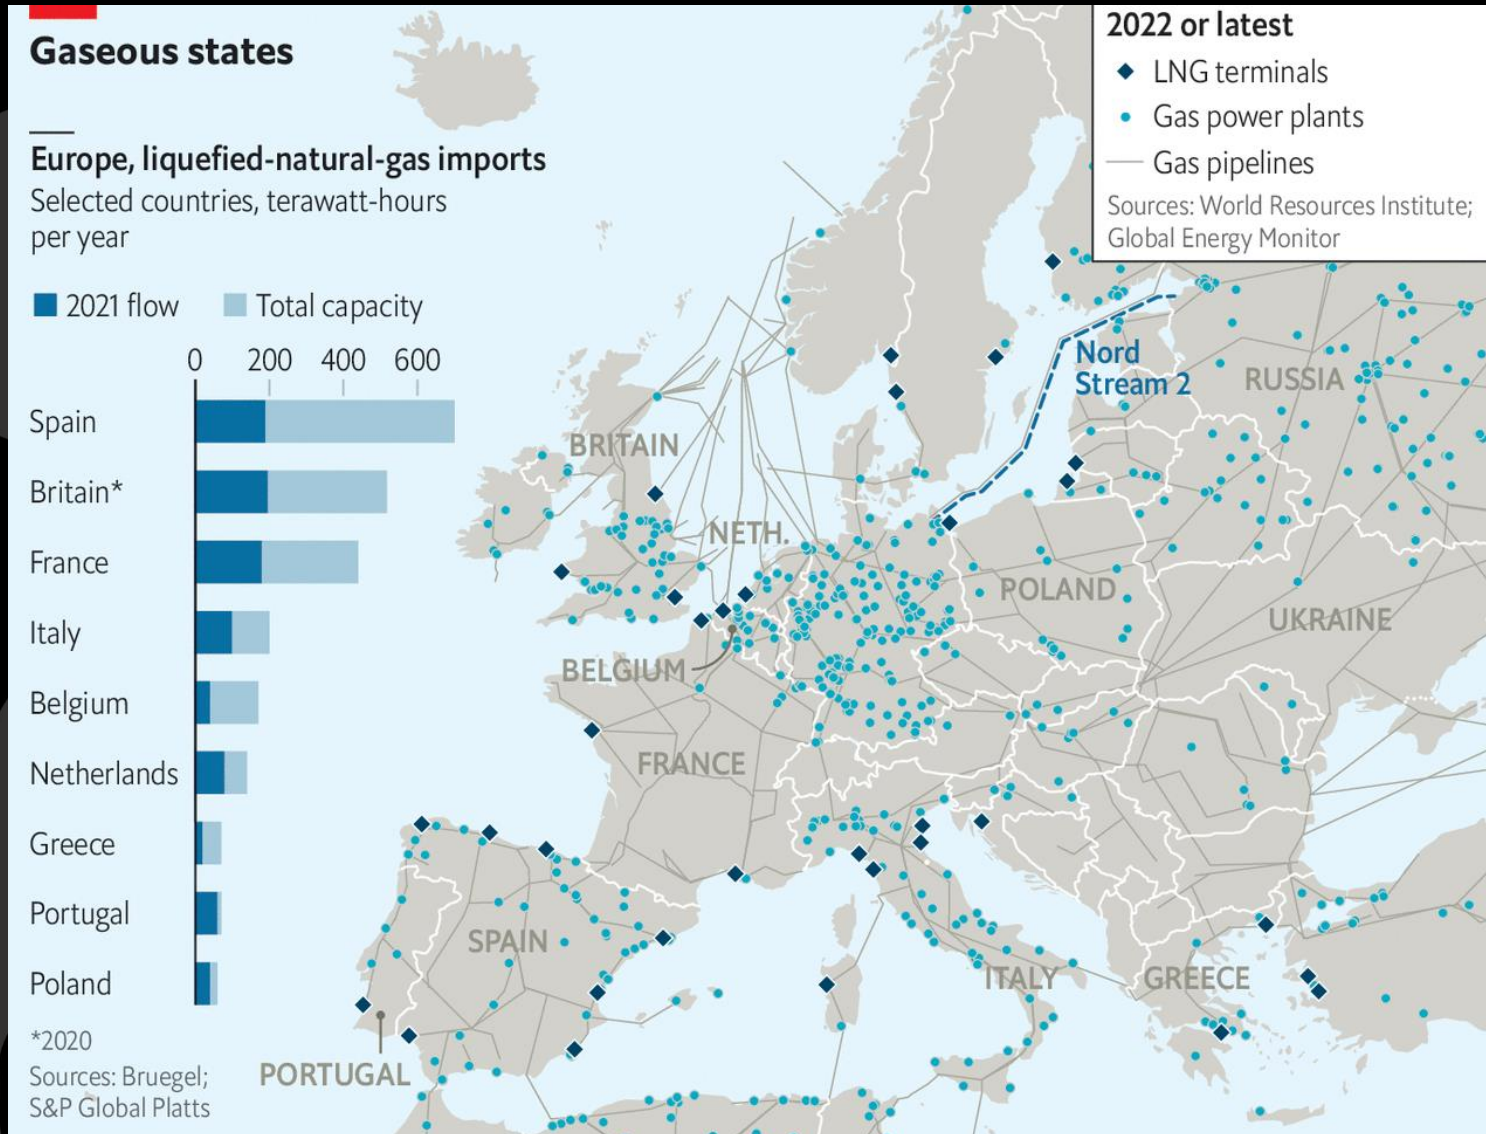 Gaseous states
Europe, liquefied-natural-gas imports
Selected countries, terawatt-hours
per year
2021 flow
Total capacity
0 200 400 600
Spain
Britain*
France
Italy
Belgium
Netherlands
Greece
Portugal
Poland
*2020
Sources: Bruegel;
S&P Global Platts
2022 or latest
LNG terminals
Gas power plants
Gas pipelines
Sources: World Resources Institute;
Global Energy Monitor
Nord
Stream 2
RUSSIA
BRITAIN
NETH.
POLAND
UKRAINE
BELGIUM
FRANCE
SPAIN
ITALY
GREECE
PORTUGAL